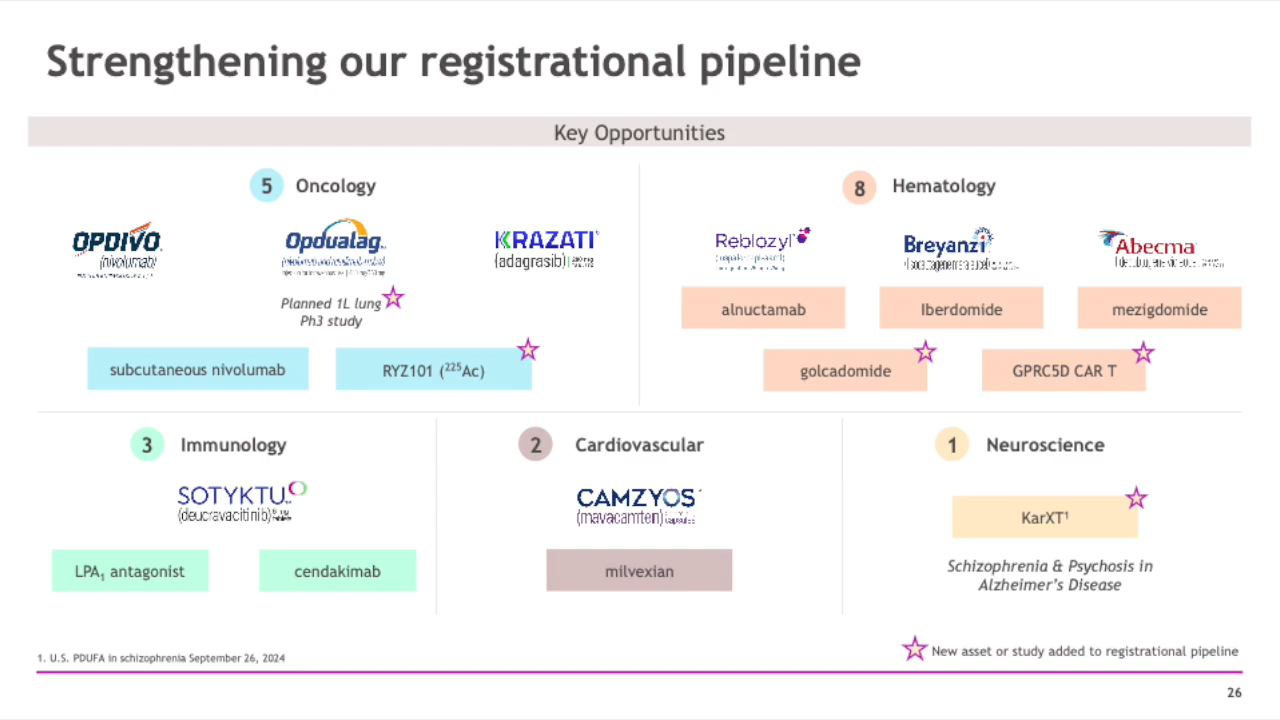 Strengthening our registrational pipeline
Key Opportunities
5 Oncology
OPDIVO
(nivolumab)
Opdualag
KRAZATI
(adagrasib)
Planned 1L lung
Ph3 study
subcutaneous nivolumab
RYZ101 (²²⁵Ac)
8 Hematology
Reblozyl
Breyanzi
Abecma
alnuctamab
Iberdomide
mezigdomide
golcadomide
GPRC5D CAR T
3 Immunology
SOTYKTU
(deucravacitinib)
LPA₁ antagonist
cendakimab
2 Cardiovascular
CAMZYOS
(mavacamten) capsules
milvexian
1 Neuroscience
KarXT¹
Schizophrenia & Psychosis in
Alzheimer's Disease
1. U.S. PDUFA in schizophrenia September 26, 2024
New asset or study added to registrational pipeline
26